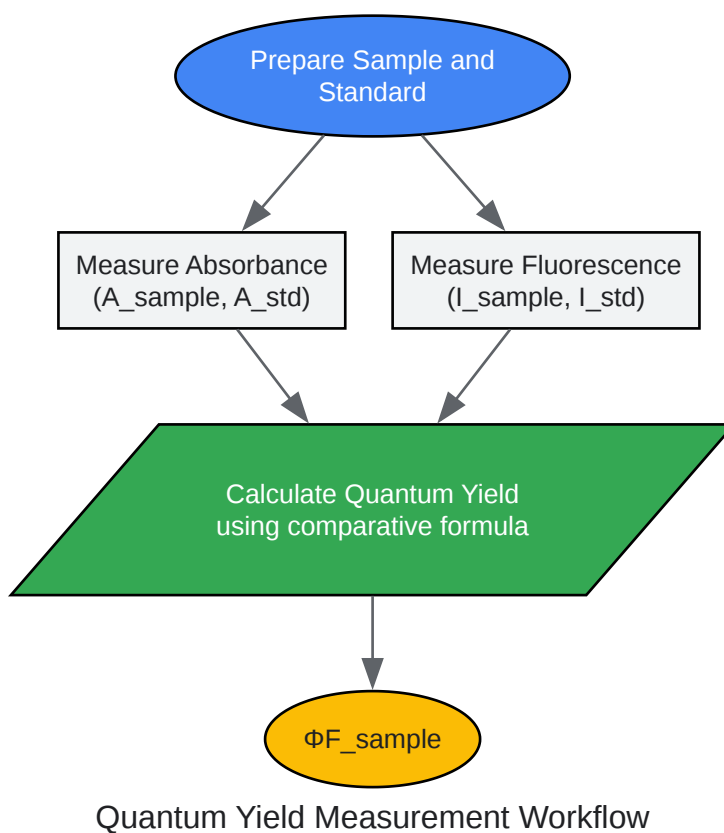 Prepare Sample and
Standard
Measure Absorbance
(A_sample, A_std)
Measure Fluorescence
(I_sample, I_std)
Calculate Quantum Yield
using comparative formula
ΦF_sample
Quantum Yield Measurement Workflow